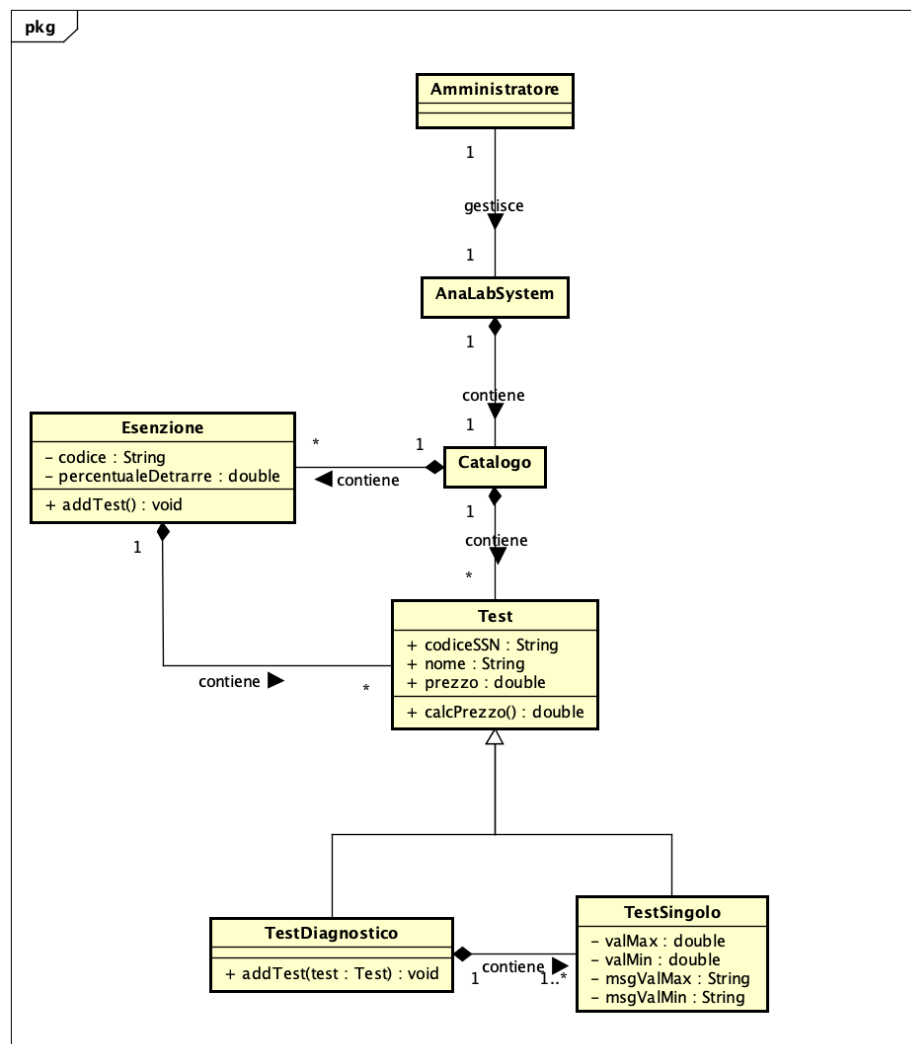 pkg
Amministratore
1
gestisce
1
AnaLabSystem
1
contiene
1
Esenzione
- codice : String
- percentualeDetrarre : double
+ addTest() : void
*
1
contiene
Catalogo
1
contiene
*
1
contiene
*
Test
+ codiceSSN : String
+ nome : String
+ prezzo : double
+ calcPrezzo() : double
TestDiagnostico
+ addTest(test : Test) : void
1
contiene
1..*
TestSingolo
- valMax : double
- valMin : double
- msgValMax : String
- msgValMin : String